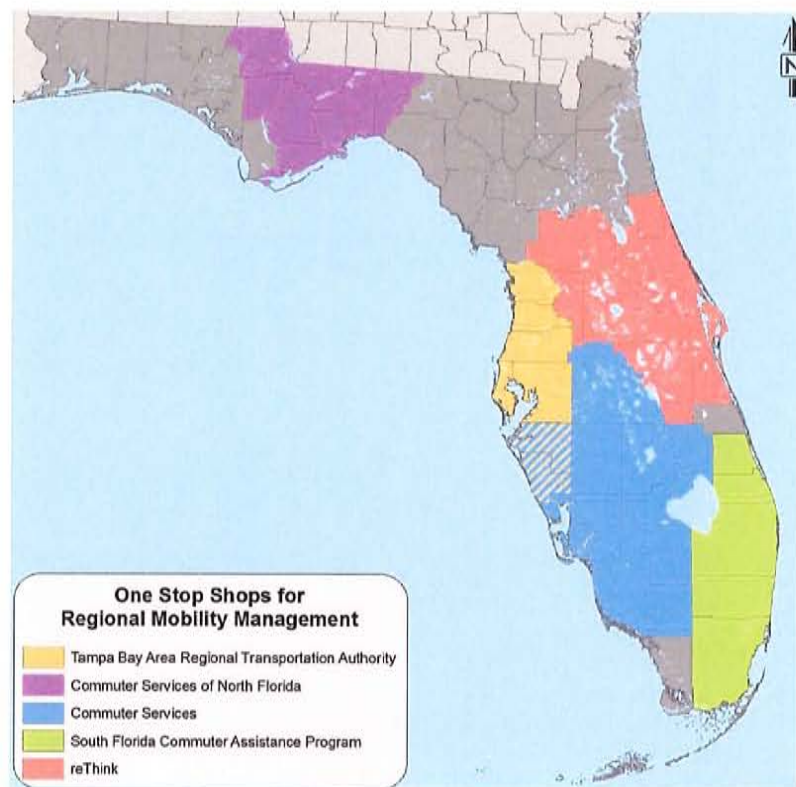 N
One Stop Shops for
Regional Mobility Management
Tampa Bay Area Regional Transportation Authority
Commuter Services of North Florida
Commuter Services
South Florida Commuter Assistance Program
reThink